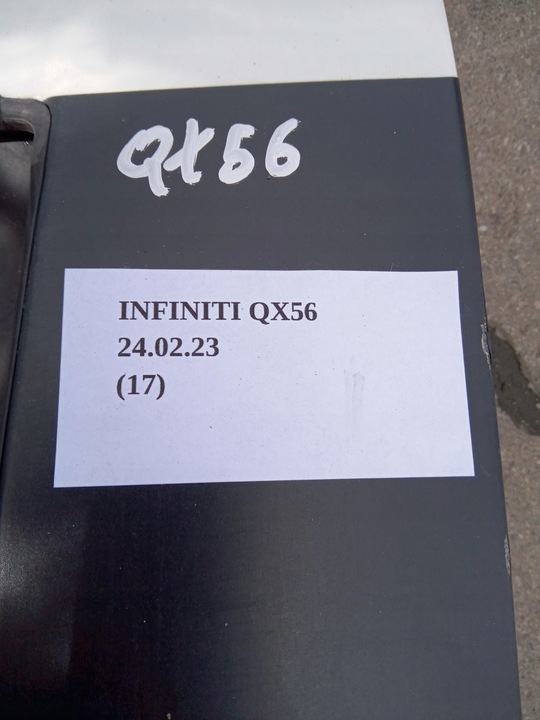 QX56
INFINITI QX56
24.02.23
(17)